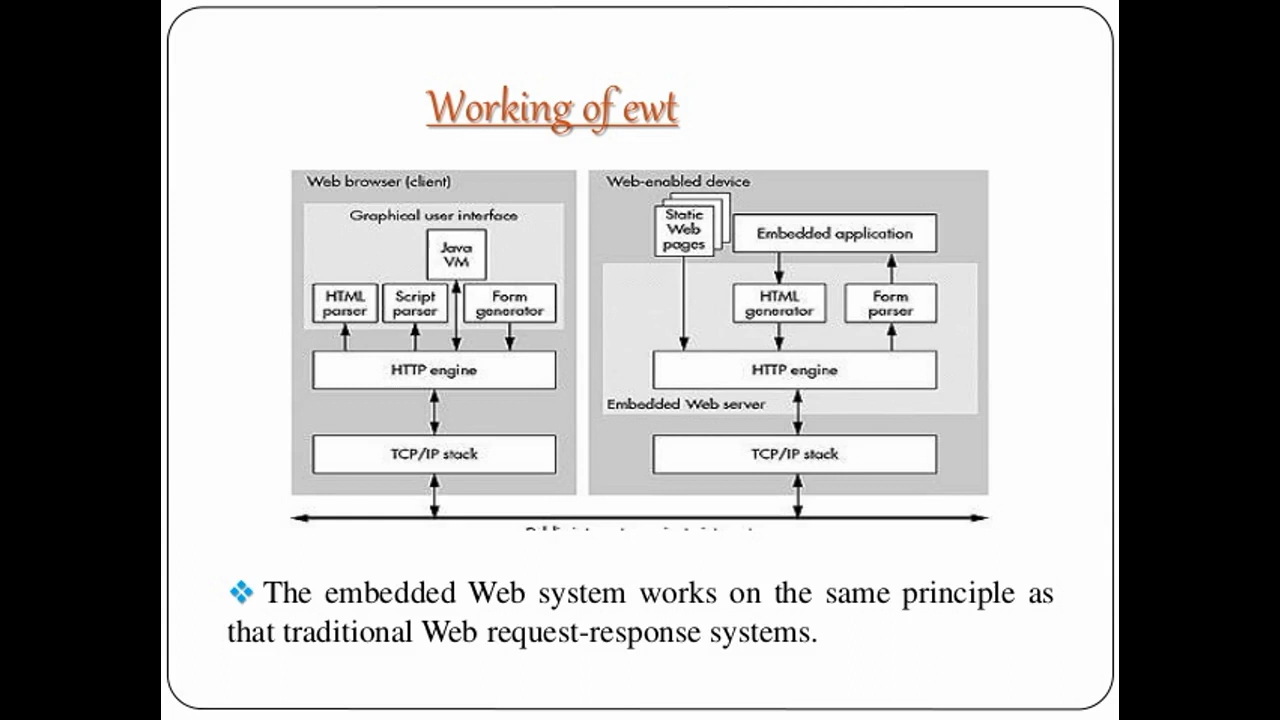 Working of ewt
Web browser (client)
Graphical user interface
Java
VM
HTML
parser
Script
parser
Form
generator
HTTP engine
TCP/IP stack
Web-enabled device
Static
Web
pages
Embedded application
HTML
generator
Form
parser
HTTP engine
Embedded Web server
TCP/IP stack
The embedded Web system works on the same principle as
that traditional Web request-response systems.